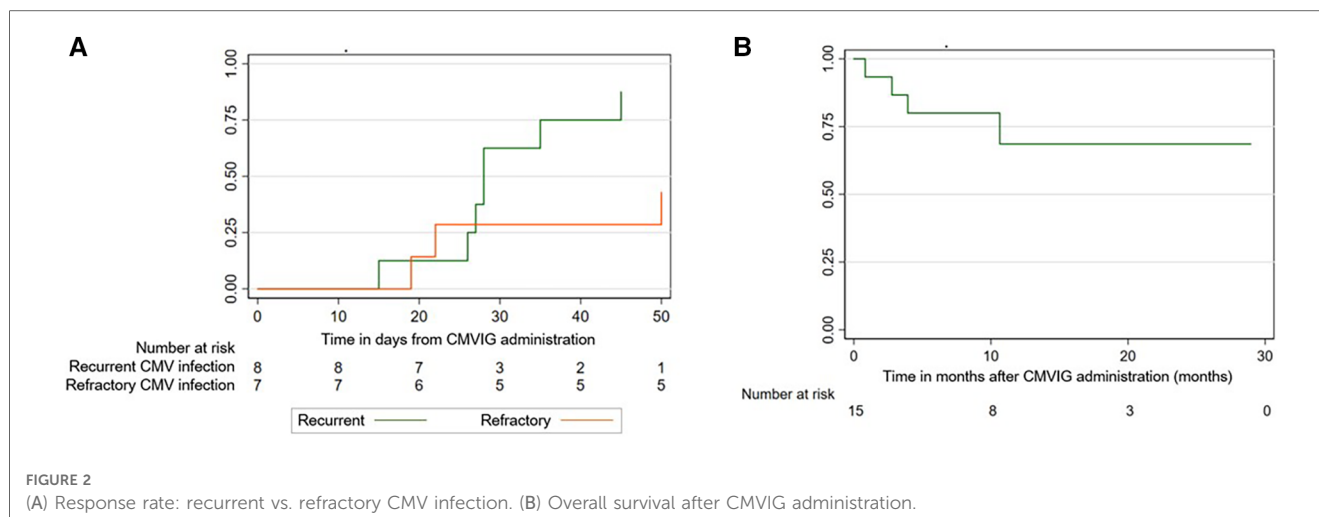 A
1.00
0.75
0.50
0.25
0.00
0 10 20 30 40 50
Time in days from CMVIG administration
Number at risk
Recurrent CMV infection 8 8 7 3 2 1
Refractory CMV infection 7 7 6 5 5 5
Recurrent Refractory
B
1.00
0.75
0.50
0.25
0.00
0 10 20 30
Time in months after CMVIG administration (months)
Number at risk
15 8 3 0
FIGURE 2
(A) Response rate: recurrent vs. refractory CMV infection. (B) Overall survival after CMVIG administration.